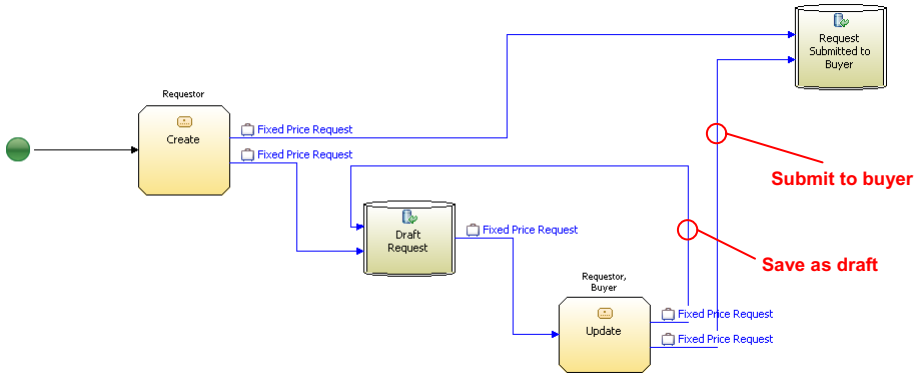 Request
Submitted to
Buyer
Requestor
Create
Fixed Price Request
Fixed Price Request
Submit to buyer
Draft
Request
Fixed Price Request
Save as draft
Requestor,
Buyer
Update
Fixed Price Request
Fixed Price Request